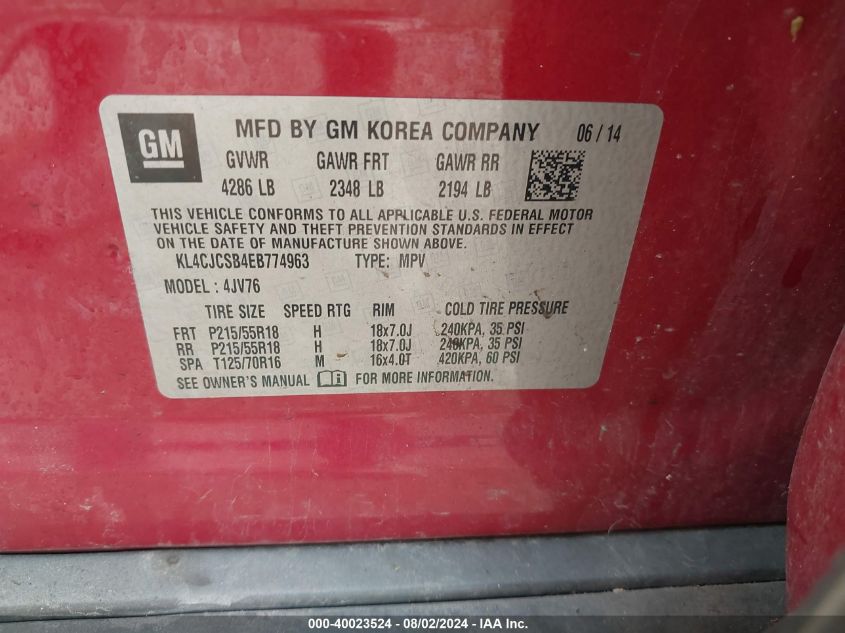 GM
MFD BY GM KOREA COMPANY 06 / 14
GVWR GAWR FRT GAWR RR
4286 LB 2348 LB 2194 LB
THIS VEHICLE CONFORMS TO ALL APPLICABLE U.S. FEDERAL MOTOR
VEHICLE SAFETY AND THEFT PREVENTION STANDARDS IN EFFECT
ON THE DATE OF MANUFACTURE SHOWN ABOVE.
KL4CJCSB4EB774963 TYPE: MPV
MODEL : 4JV76
TIRE SIZE SPEED RTG RIM COLD TIRE PRESSURE
FRT P215/55R18 H 18x7.0J 240KPA, 35 PSI
RR P215/55R18 H 18x7.0J 240KPA, 35 PSI
SPA T125/70R16 M 16x4.0T 420KPA, 60 PSI
SEE OWNER'S MANUAL FOR MORE INFORMATION.
000-40023524 - 08/02/2024 - IAA Inc.